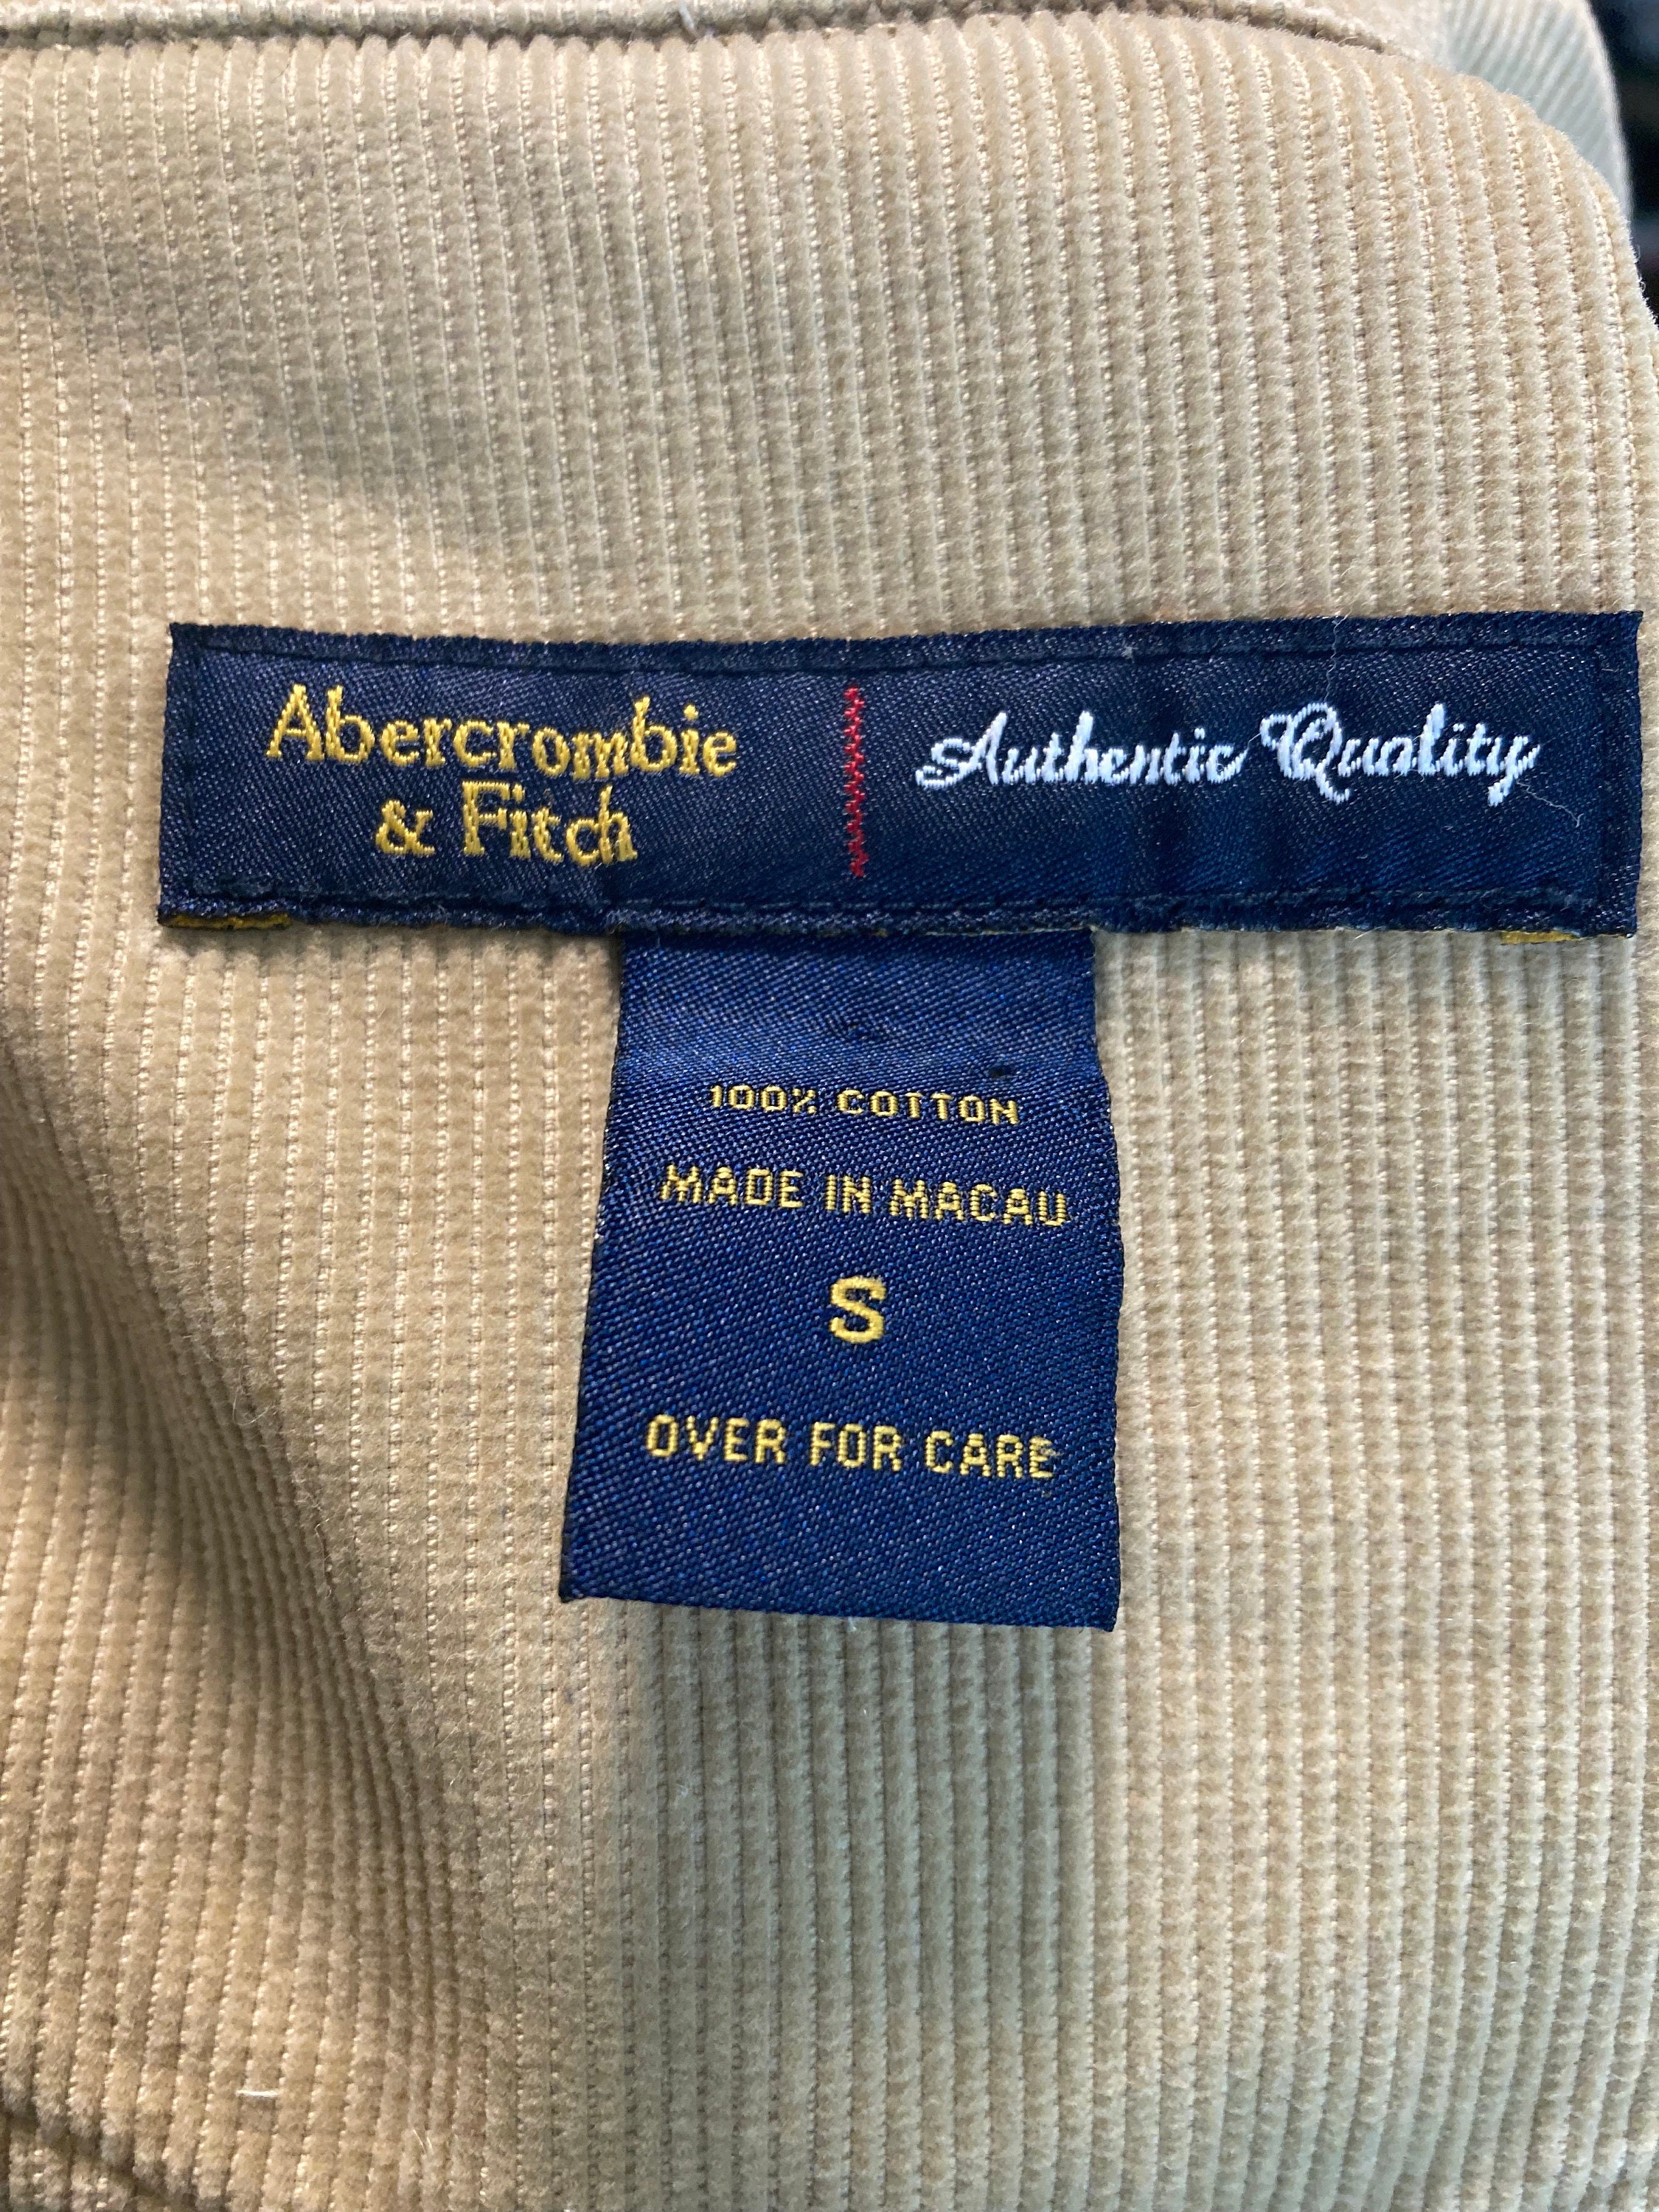 Abercrombie
& Fitch
Authentic Quality
100% COTTON
MADE IN MACAU
S
OVER FOR CARE